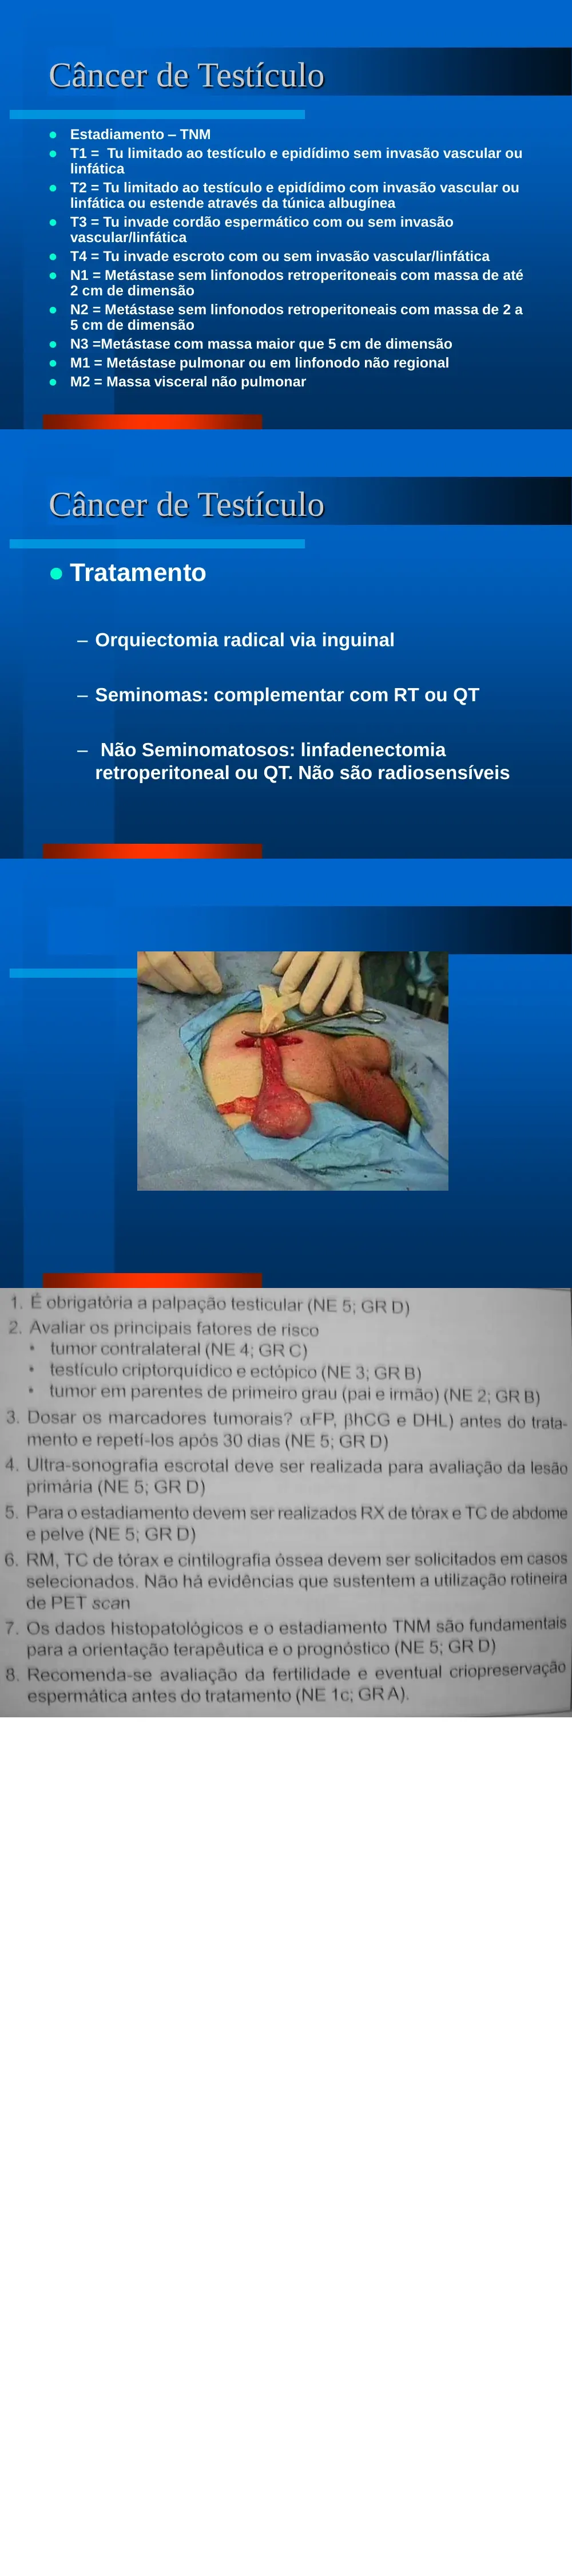 Câncer de Testículo
Estadiamento – TNM
T1 = Tu limitado ao testículo e epidídimo sem invasão vascular ou
linfática
T2 = Tu limitado ao testículo e epidídimo com invasão vascular ou
linfática ou estende através da túnica albugínea
T3 = Tu invade cordão espermático com ou sem invasão
vascular/linfática
T4 = Tu invade escroto com ou sem invasão vascular/linfática
N1 = Metástase sem linfonodos retroperitoneais com massa de até
2 cm de dimensão
N2 = Metástase sem linfonodos retroperitoneais com massa de 2 a
5 cm de dimensão
N3 =Metástase com massa maior que 5 cm de dimensão
M1 = Metástase pulmonar ou em linfonodo não regional
M2 = Massa visceral não pulmonar
Câncer de Testículo
Tratamento
– Orquiectomia radical via inguinal
– Seminomas: complementar com RT ou QT
– Não Seminomatosos: linfadenectomia
retroperitoneal ou QT. Não são radiosensíveis
1. É obrigatória a palpação testicular (NE 5; GR D)
2. Avaliar os principais fatores de risco
• tumor contralateral (NE 4; GR C)
• testículo criptorquídico e ectópico (NE 3; GR B)
• tumor em parentes de primeiro grau (pai e irmão) (NE 2; GR B)
3. Dosar os marcadores tumorais? αFP, βhCG e DHL) antes do trata-
mento e repetí-los após 30 dias (NE 5; GR D)
4. Ultra-sonografia escrotal deve ser realizada para avaliação da lesão
primária (NE 5; GR D)
5. Para o estadiamento devem ser realizados RX de tórax e TC de abdome
e pelve (NE 5; GR D)
6. RM, TC de tórax e cintilografia óssea devem ser solicitados em casos
selecionados. Não há evidências que sustentem a utilização rotineira
de PET scan
7. Os dados histopatológicos e o estadiamento TNM são fundamentais
para a orientação terapêutica e o prognóstico (NE 5; GR D)
8. Recomenda-se avaliação da fertilidade e eventual criopreservação
espermática antes do tratamento (NE 1c; GR A).